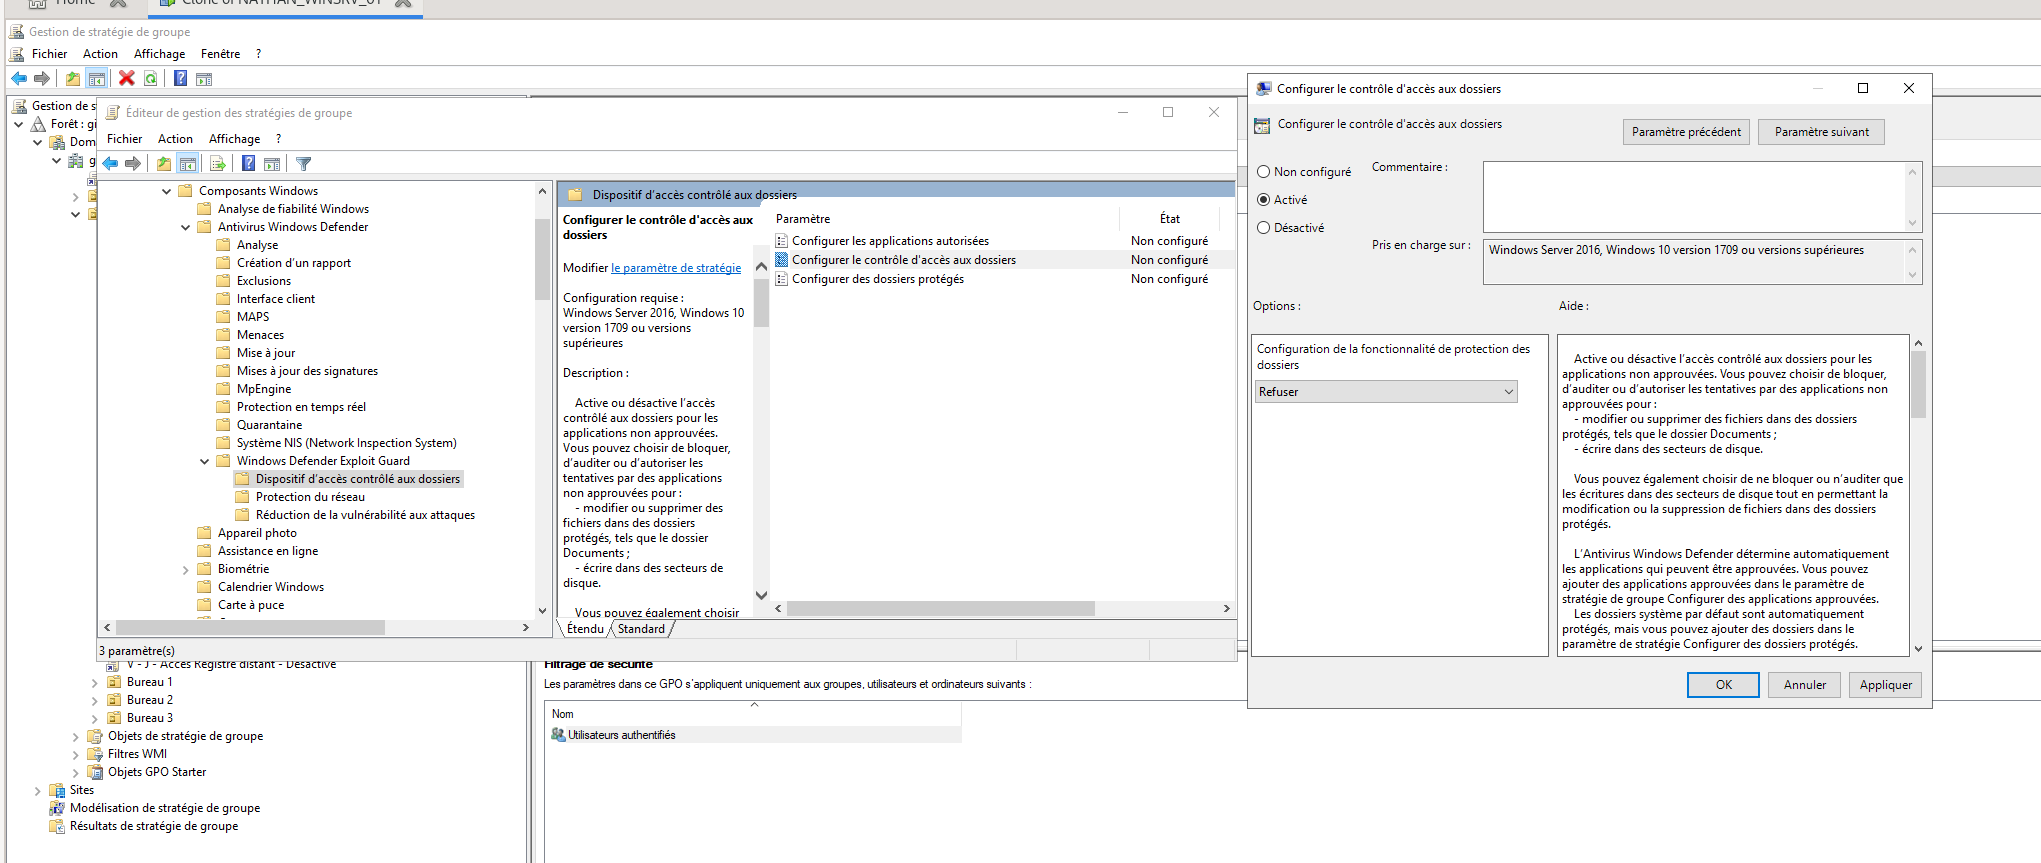 Home
Clone of NATHAN_WINSRV_01
Gestion de stratégie de groupe
Fichier Action Affichage Fenêtre ?
Gestion de s
Forêt : gi
Dom
g
Éditeur de gestion des stratégies de groupe
Fichier Action Affichage ?
Composants Windows
Analyse de fiabilité Windows
Antivirus Windows Defender
Analyse
Création d'un rapport
Exclusions
Interface client
MAPS
Menaces
Mise à jour
Mises à jour des signatures
MpEngine
Protection en temps réel
Quarantaine
Système NIS (Network Inspection System)
Windows Defender Exploit Guard
Dispositif d'accès contrôlé aux dossiers
Protection du réseau
Réduction de la vulnérabilité aux attaques
Appareil photo
Assistance en ligne
Biométrie
Calendrier Windows
Carte à puce
Dispositif d'accès contrôlé aux dossiers
Configurer le contrôle d'accès aux
dossiers
Modifier le paramètre de stratégie
Configuration requise :
Windows Server 2016, Windows 10
version 1709 ou versions
supérieures
Description :
Active ou désactive l'accès
contrôlé aux dossiers pour les
applications non approuvées.
Vous pouvez choisir de bloquer,
d'auditer ou d'autoriser les
tentatives par des applications
non approuvées pour :
- modifier ou supprimer des
fichiers dans des dossiers
protégés, tels que le dossier
Documents ;
- écrire dans des secteurs de
disque.
Vous pouvez également choisir
Paramètre État
Configurer les applications autorisées Non configuré
Configurer le contrôle d'accès aux dossiers Non configuré
Configurer des dossiers protégés Non configuré
Étendu Standard
3 paramètre(s)
V - J - Accès Registre distant - Désactivé
Bureau 1
Bureau 2
Bureau 3
Objets de stratégie de groupe
Filtres WMI
Objets GPO Starter
Sites
Modélisation de stratégie de groupe
Résultats de stratégie de groupe
Filtrage de sécurité
Les paramètres dans ce GPO s'appliquent uniquement aux groupes, utilisateurs et ordinateurs suivants :
Nom
Utilisateurs authentifiés
Configurer le contrôle d'accès aux dossiers
Configurer le contrôle d'accès aux dossiers
Paramètre précédent Paramètre suivant
Non configuré
Activé
Désactivé
Commentaire :
Pris en charge sur :
Windows Server 2016, Windows 10 version 1709 ou versions supérieures
Options :
Aide :
Configuration de la fonctionnalité de protection des
dossiers
Refuser
Active ou désactive l'accès contrôlé aux dossiers pour les
applications non approuvées. Vous pouvez choisir de bloquer,
d'auditer ou d'autoriser les tentatives par des applications non
approuvées pour :
- modifier ou supprimer des fichiers dans des dossiers
protégés, tels que le dossier Documents ;
- écrire dans des secteurs de disque.
Vous pouvez également choisir de ne bloquer ou n'auditer que
les écritures dans des secteurs de disque tout en permettant la
modification ou la suppression de fichiers dans des dossiers
protégés.
L'Antivirus Windows Defender détermine automatiquement
les applications qui peuvent être approuvées. Vous pouvez
ajouter des applications approuvées dans le paramètre de
stratégie de groupe Configurer des applications approuvées.
Les dossiers système par défaut sont automatiquement
protégés, mais vous pouvez ajouter des dossiers dans le
paramètre de stratégie Configurer des dossiers protégés.
OK Annuler Appliquer